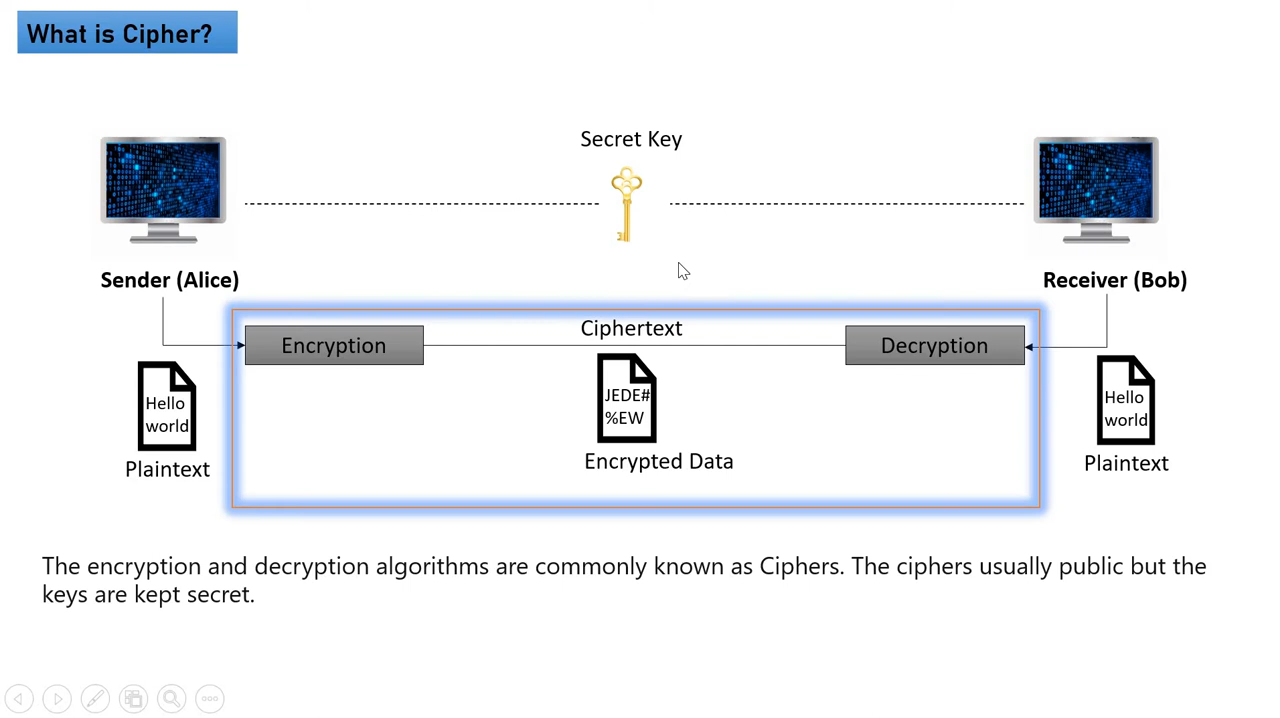 What is Cipher?
Secret Key
Sender (Alice)
Receiver (Bob)
Ciphertext
Encryption
Decryption
Hello
world
JEDE#
%EW
Hello
world
Plaintext
Encrypted Data
Plaintext
The encryption and decryption algorithms are commonly known as Ciphers. The ciphers usually public but the
keys are kept secret.